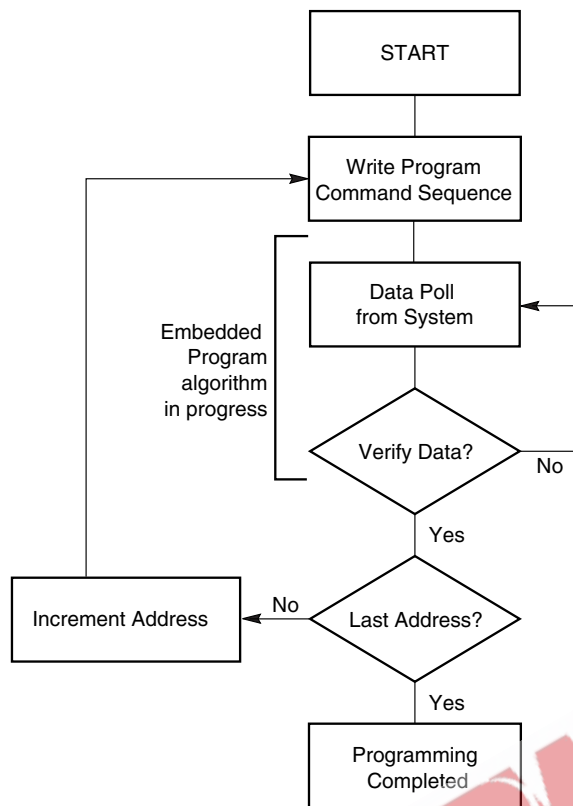 START
Write Program
Command Sequence
Data Poll
from System
Embedded
Program
algorithm
in progress
Verify Data?
No
Yes
Last Address?
No
Increment Address
Yes
Programming
Completed